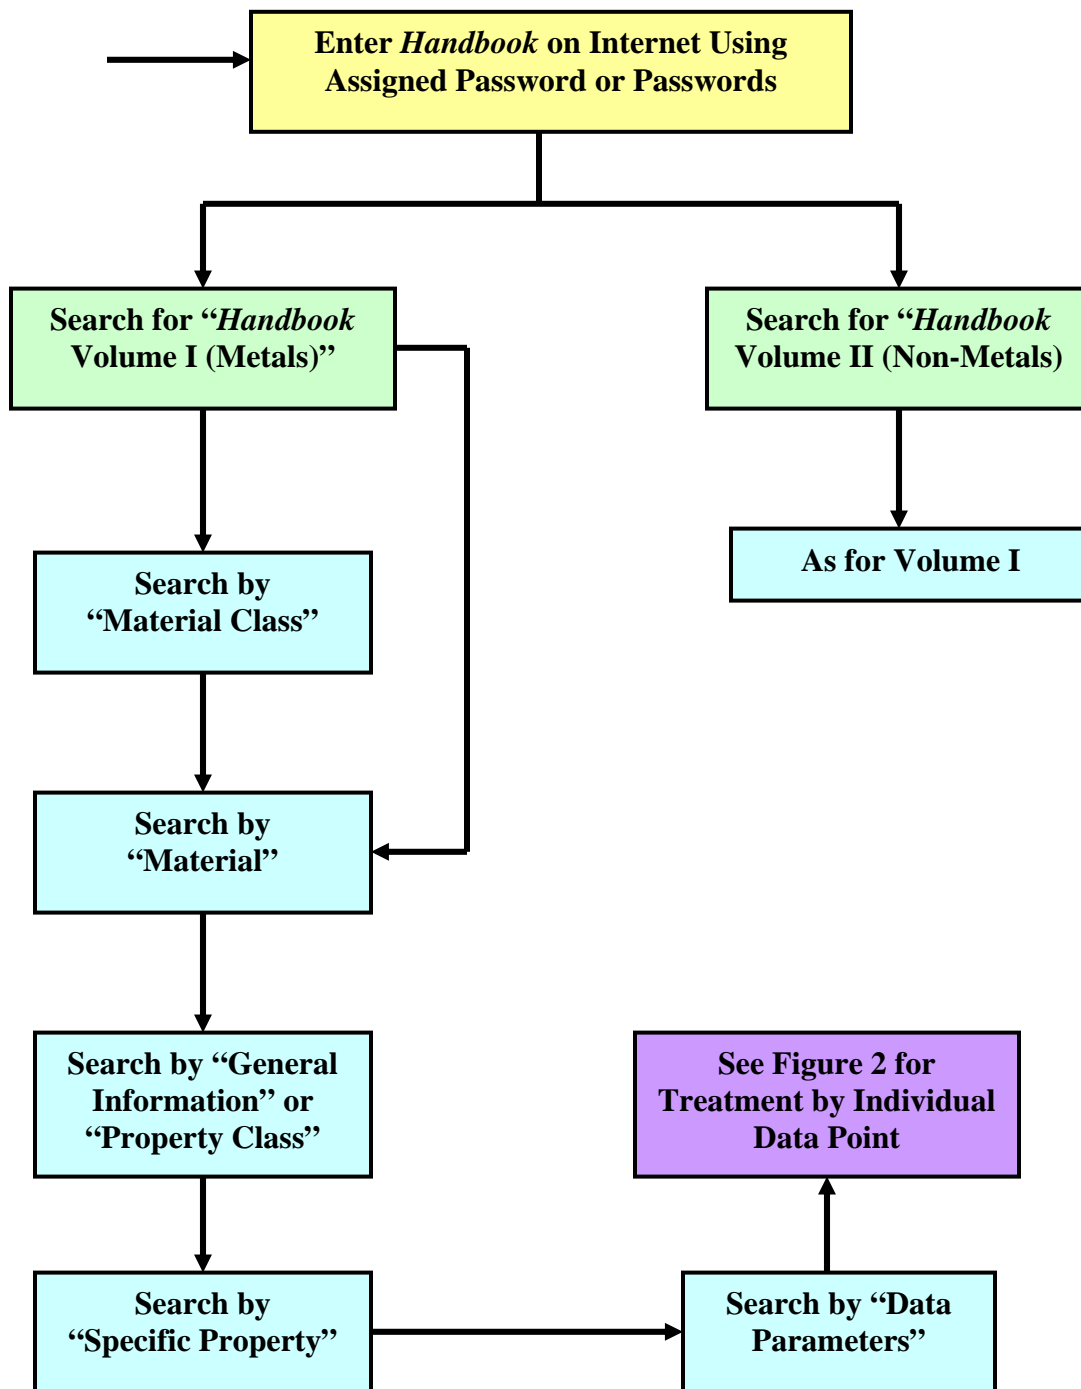 Enter Handbook on Internet Using
Assigned Password or Passwords
Search for “Handbook
Volume I (Metals)”
Search for “Handbook
Volume II (Non-Metals)
Search by
“Material Class”
As for Volume I
Search by
“Material”
Search by “General
Information” or
“Property Class”
See Figure 2 for
Treatment by Individual
Data Point
Search by
“Specific Property”
Search by “Data
Parameters”